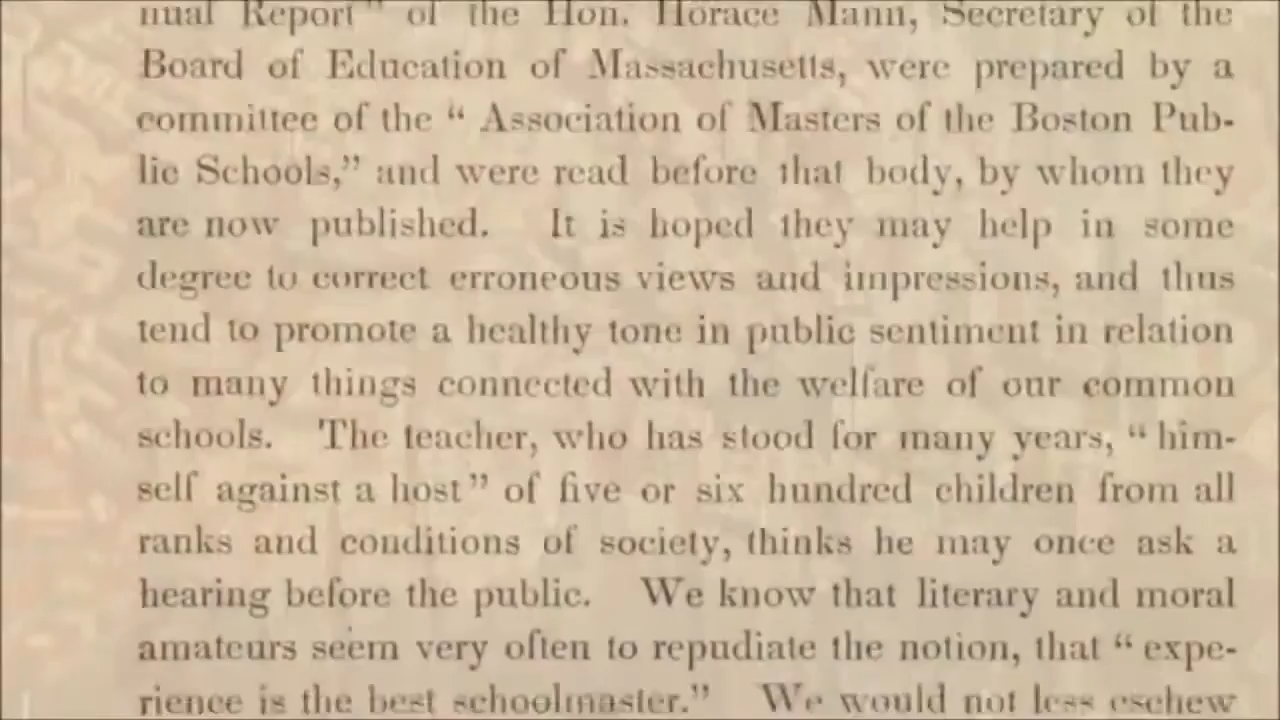 nual Report" of the Hon. Horace Mann, Secretary of the
Board of Education of Massachusetts, were prepared by a
committee of the " Association of Masters of the Boston Pub-
lic Schools," and were read before that body, by whom they
are now published. It is hoped they may help in some
degree to correct erroneous views and impressions, and thus
tend to promote a healthy tone in public sentiment in relation
to many things connected with the welfare of our common
schools. The teacher, who has stood for many years, " him-
self against a host" of five or six hundred children from all
ranks and conditions of society, thinks he may once ask a
hearing before the public. We know that literary and moral
amateurs seem very often to repudiate the notion, that " expe-
rience is the best schoolmaster." We would not less eschew